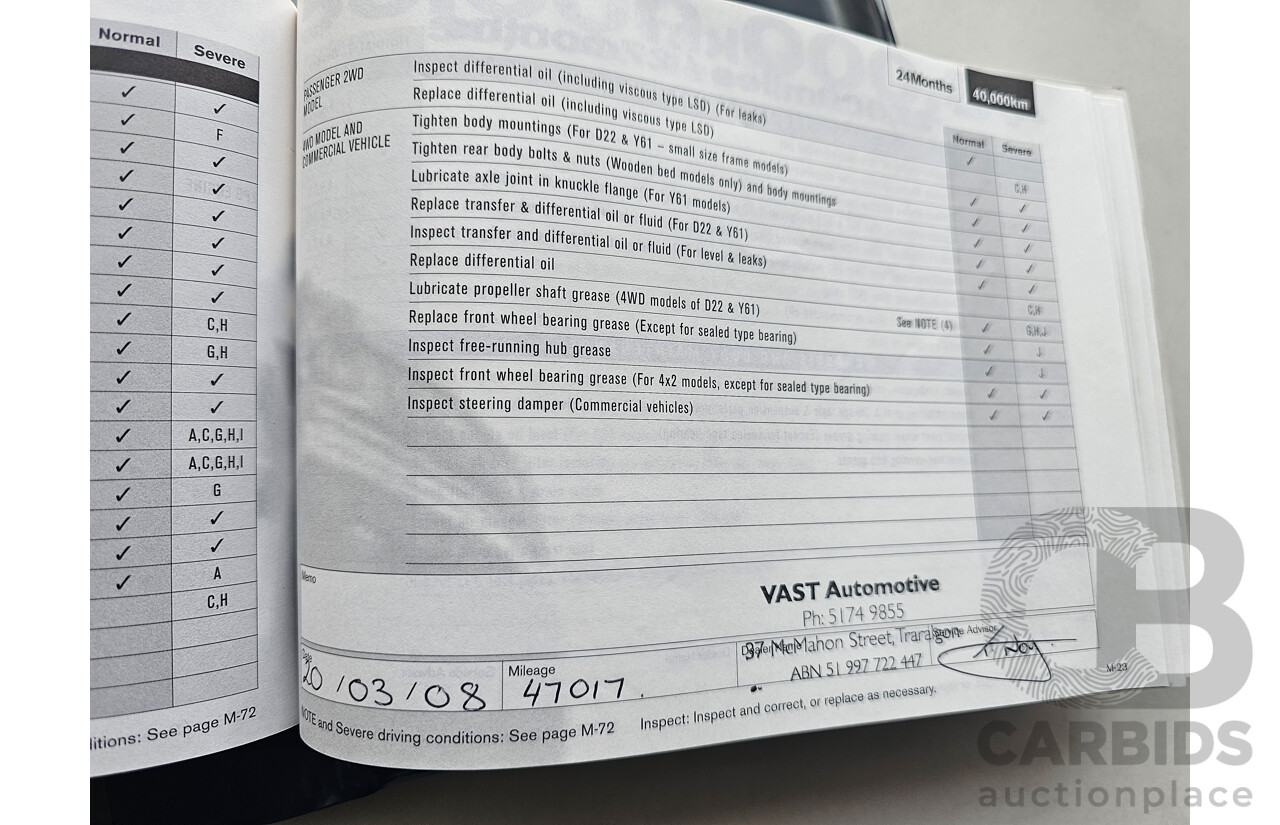 Normal Severe
✓ ✓
✓ F
✓ ✓
✓ ✓
✓ ✓
✓ ✓
✓ ✓
✓ ✓
✓ C,H
✓ G,H
✓ ✓
✓ ✓
✓ A,C,G,H,I
✓ A,C,G,H,I
✓ G
✓ ✓
✓ ✓
✓ A
C,H
See page M-72
24Months 40,000km
Normal Severe
PASSENGER 2WD MODEL
Inspect differential oil (including viscous type LSD) (For leaks) ✓
Replace differential oil (including viscous type LSD) C,H
4WD MODEL AND COMMERCIAL VEHICLE
Tighten body mountings (For D22 & Y61 – small size frame models) ✓ ✓
Tighten rear body bolts & nuts (Wooden bed models only) and body mountings ✓ ✓
Lubricate axle joint in knuckle flange (For Y61 models) ✓ ✓
Replace transfer & differential oil or fluid (For D22 & Y61) ✓ ✓
Inspect transfer and differential oil or fluid (For level & leaks)
Replace differential oil C,H
Lubricate propeller shaft grease (4WD models of D22 & Y61) See NOTE (4) ✓ G,H,J
Replace front wheel bearing grease (Except for sealed type bearing) ✓ J
Inspect free-running hub grease ✓ J
Inspect front wheel bearing grease (For 4x2 models, except for sealed type bearing) ✓ ✓
Inspect steering damper (Commercial vehicles) ✓ ✓
Memo
VAST Automotive
Ph: 5174 9855
37 McMahon Street, Traralgon
ABN 51 997 722 447
Date
20/03/08
Mileage
47017.
Dealer Name
Service Advisor
M-23
NOTE and Severe driving conditions: See page M-72
Inspect: Inspect and correct, or replace as necessary.
CB
CARBIDS
auctionplace